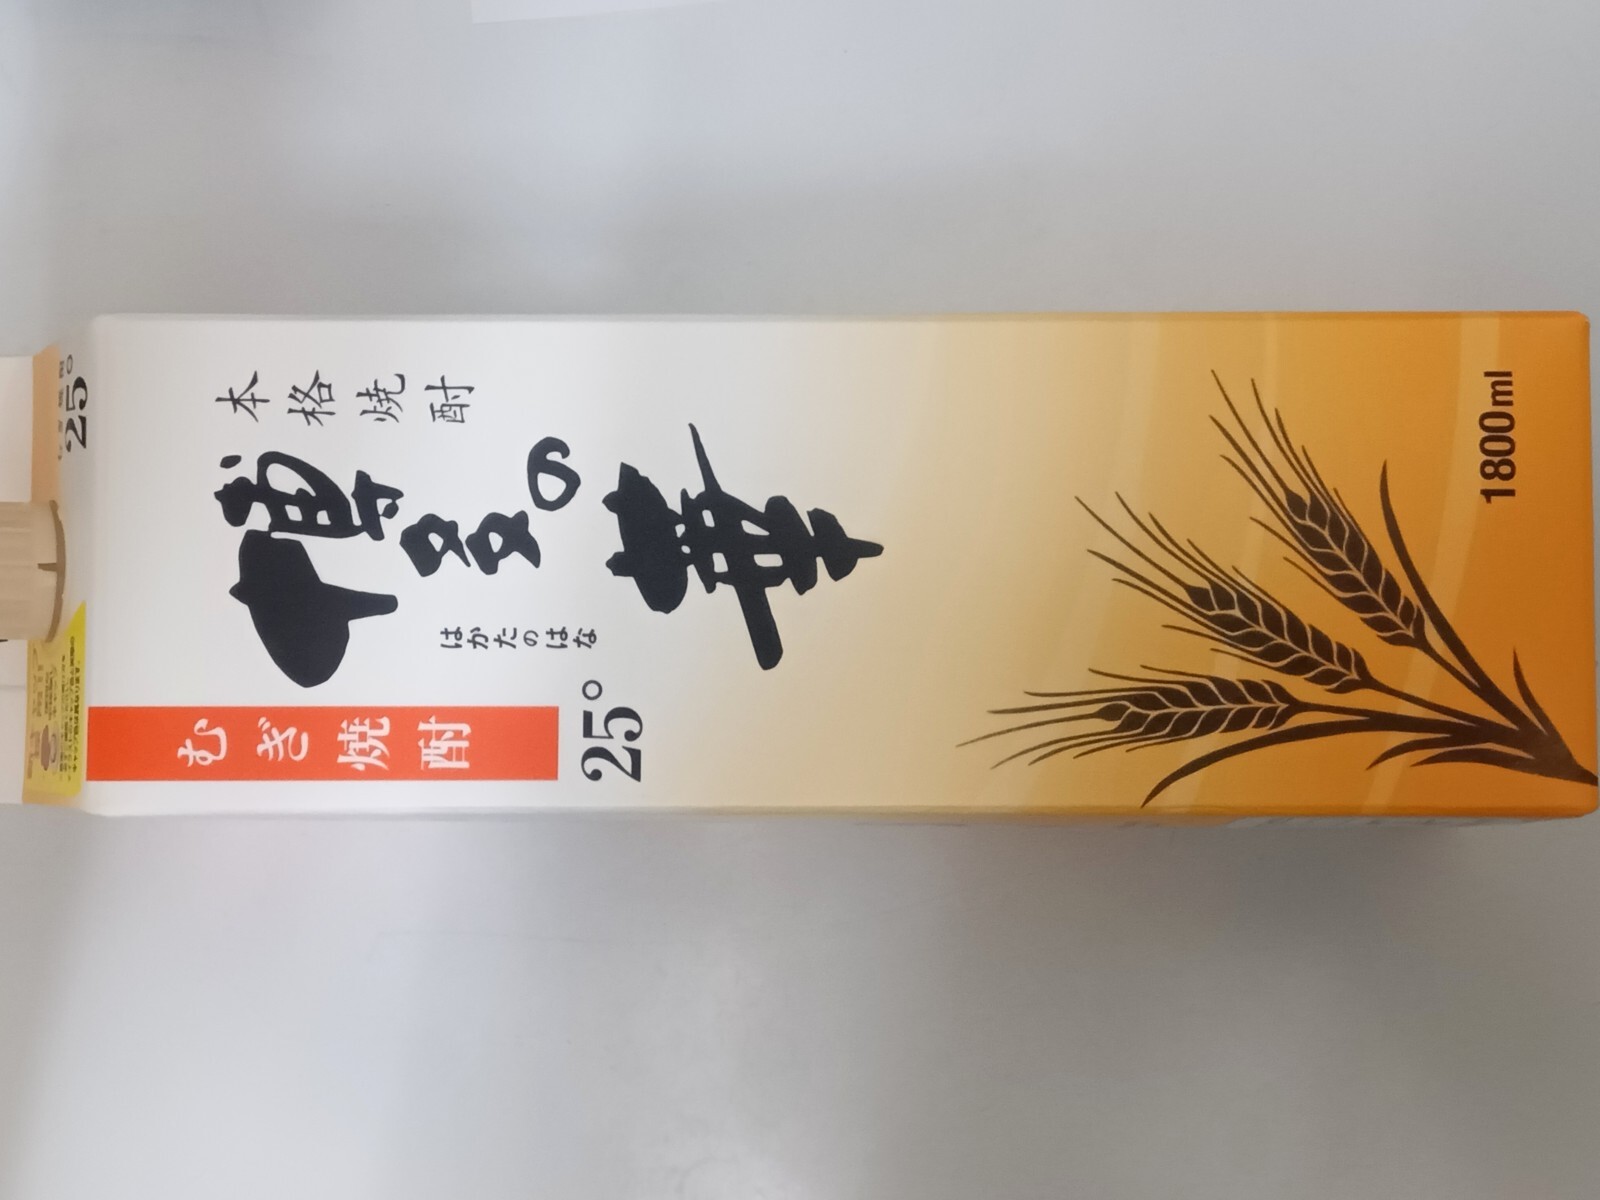 25°
本格焼酎
博多の華
はかたのはな
むぎ焼酎
25°
1800ml